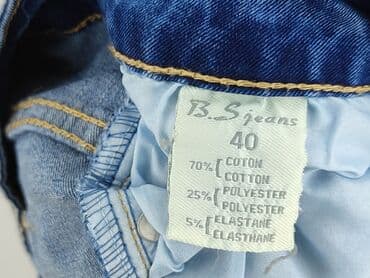 B.S jeans
40
70% { COTON
COTTON
25% { POLYESTER
POLYESTER
5% { ELASTANE
ELASTHANE